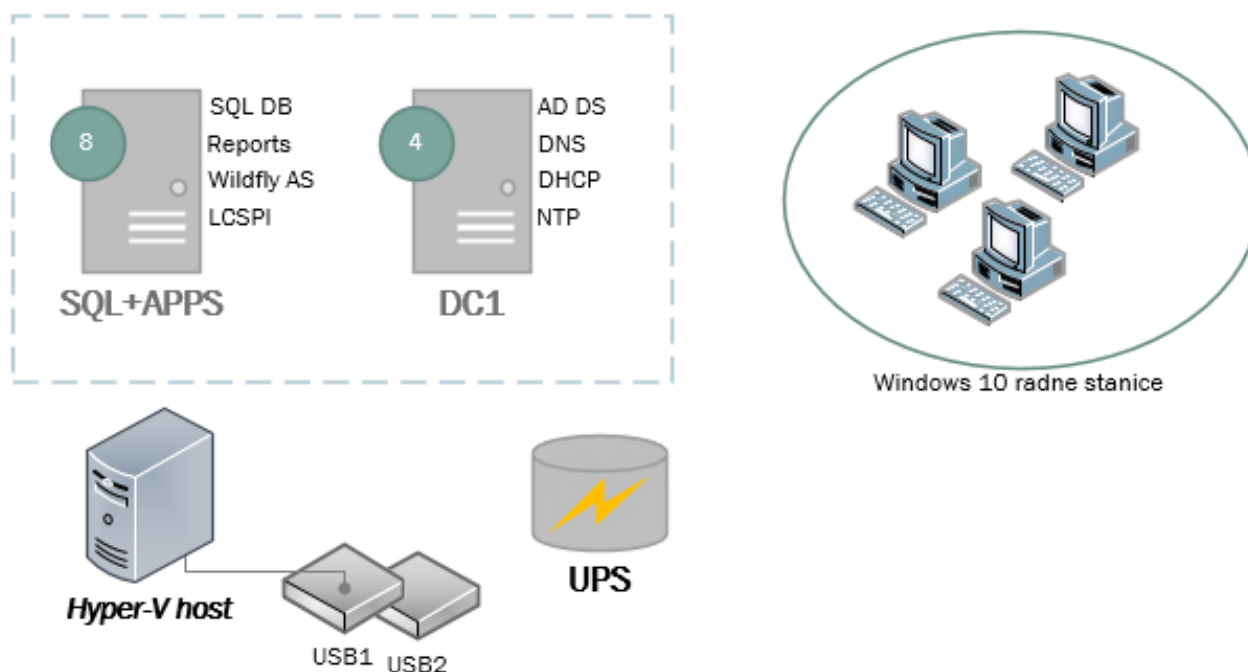 8
SQL DB
Reports
Wildfly AS
LCSPI
SQL+APPS
4
AD DS
DNS
DHCP
NTP
DC1
Windows 10 radne stanice
Hyper-V host
USB1
USB2
UPS